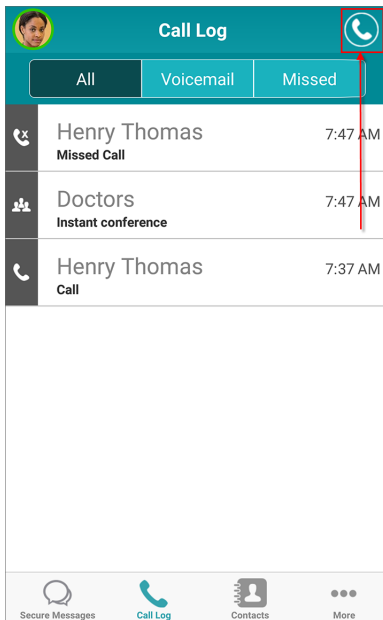 Call Log
All Voicemail Missed
Henry Thomas 7:47 AM
Missed Call
Doctors 7:47 AM
Instant conference
Henry Thomas 7:37 AM
Call
Secure Messages Call Log Contacts More